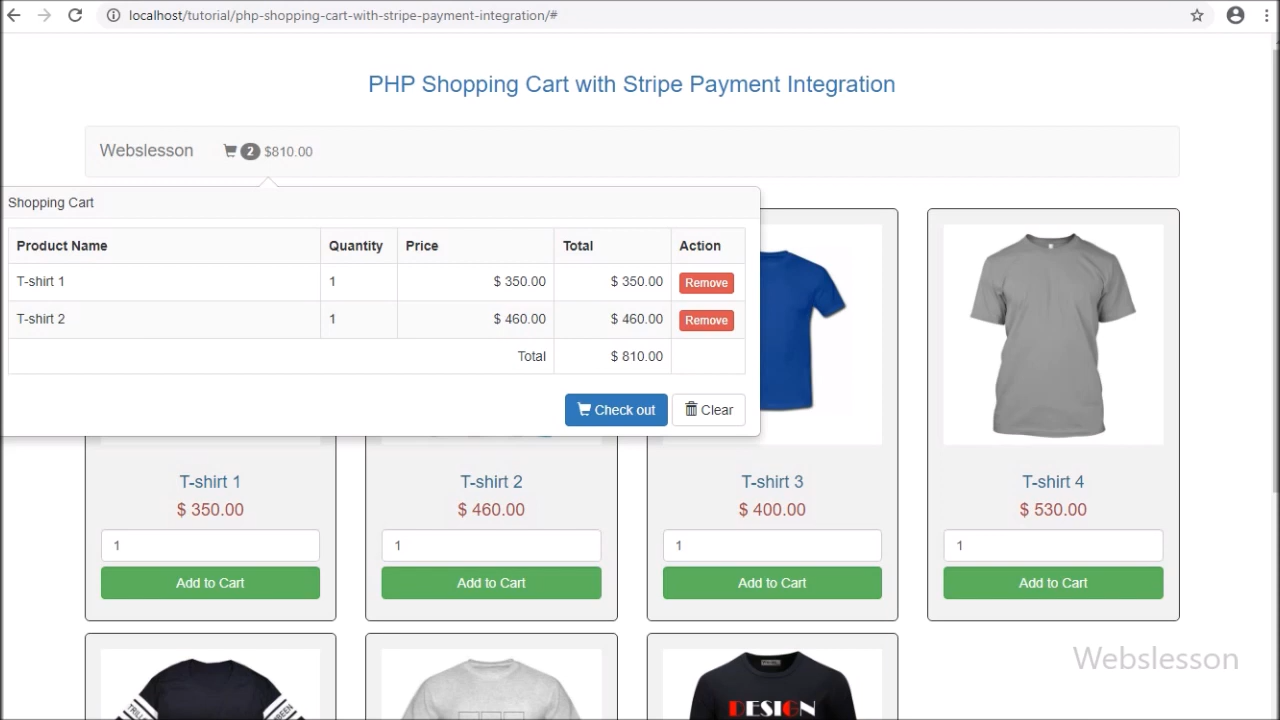 localhost/tutorial/php-shopping-cart-with-stripe-payment-integration/#
PHP Shopping Cart with Stripe Payment Integration
Webslesson 2 $810.00
Shopping Cart
Product Name Quantity Price Total Action
T-shirt 1 1 $ 350.00 $ 350.00 Remove
T-shirt 2 1 $ 460.00 $ 460.00 Remove
Total $ 810.00
Check out Clear
T-shirt 1 T-shirt 2 T-shirt 3 T-shirt 4
$ 350.00 $ 460.00 $ 400.00 $ 530.00
1 1 1 1
Add to Cart Add to Cart Add to Cart Add to Cart
Webslesson
DESIGN